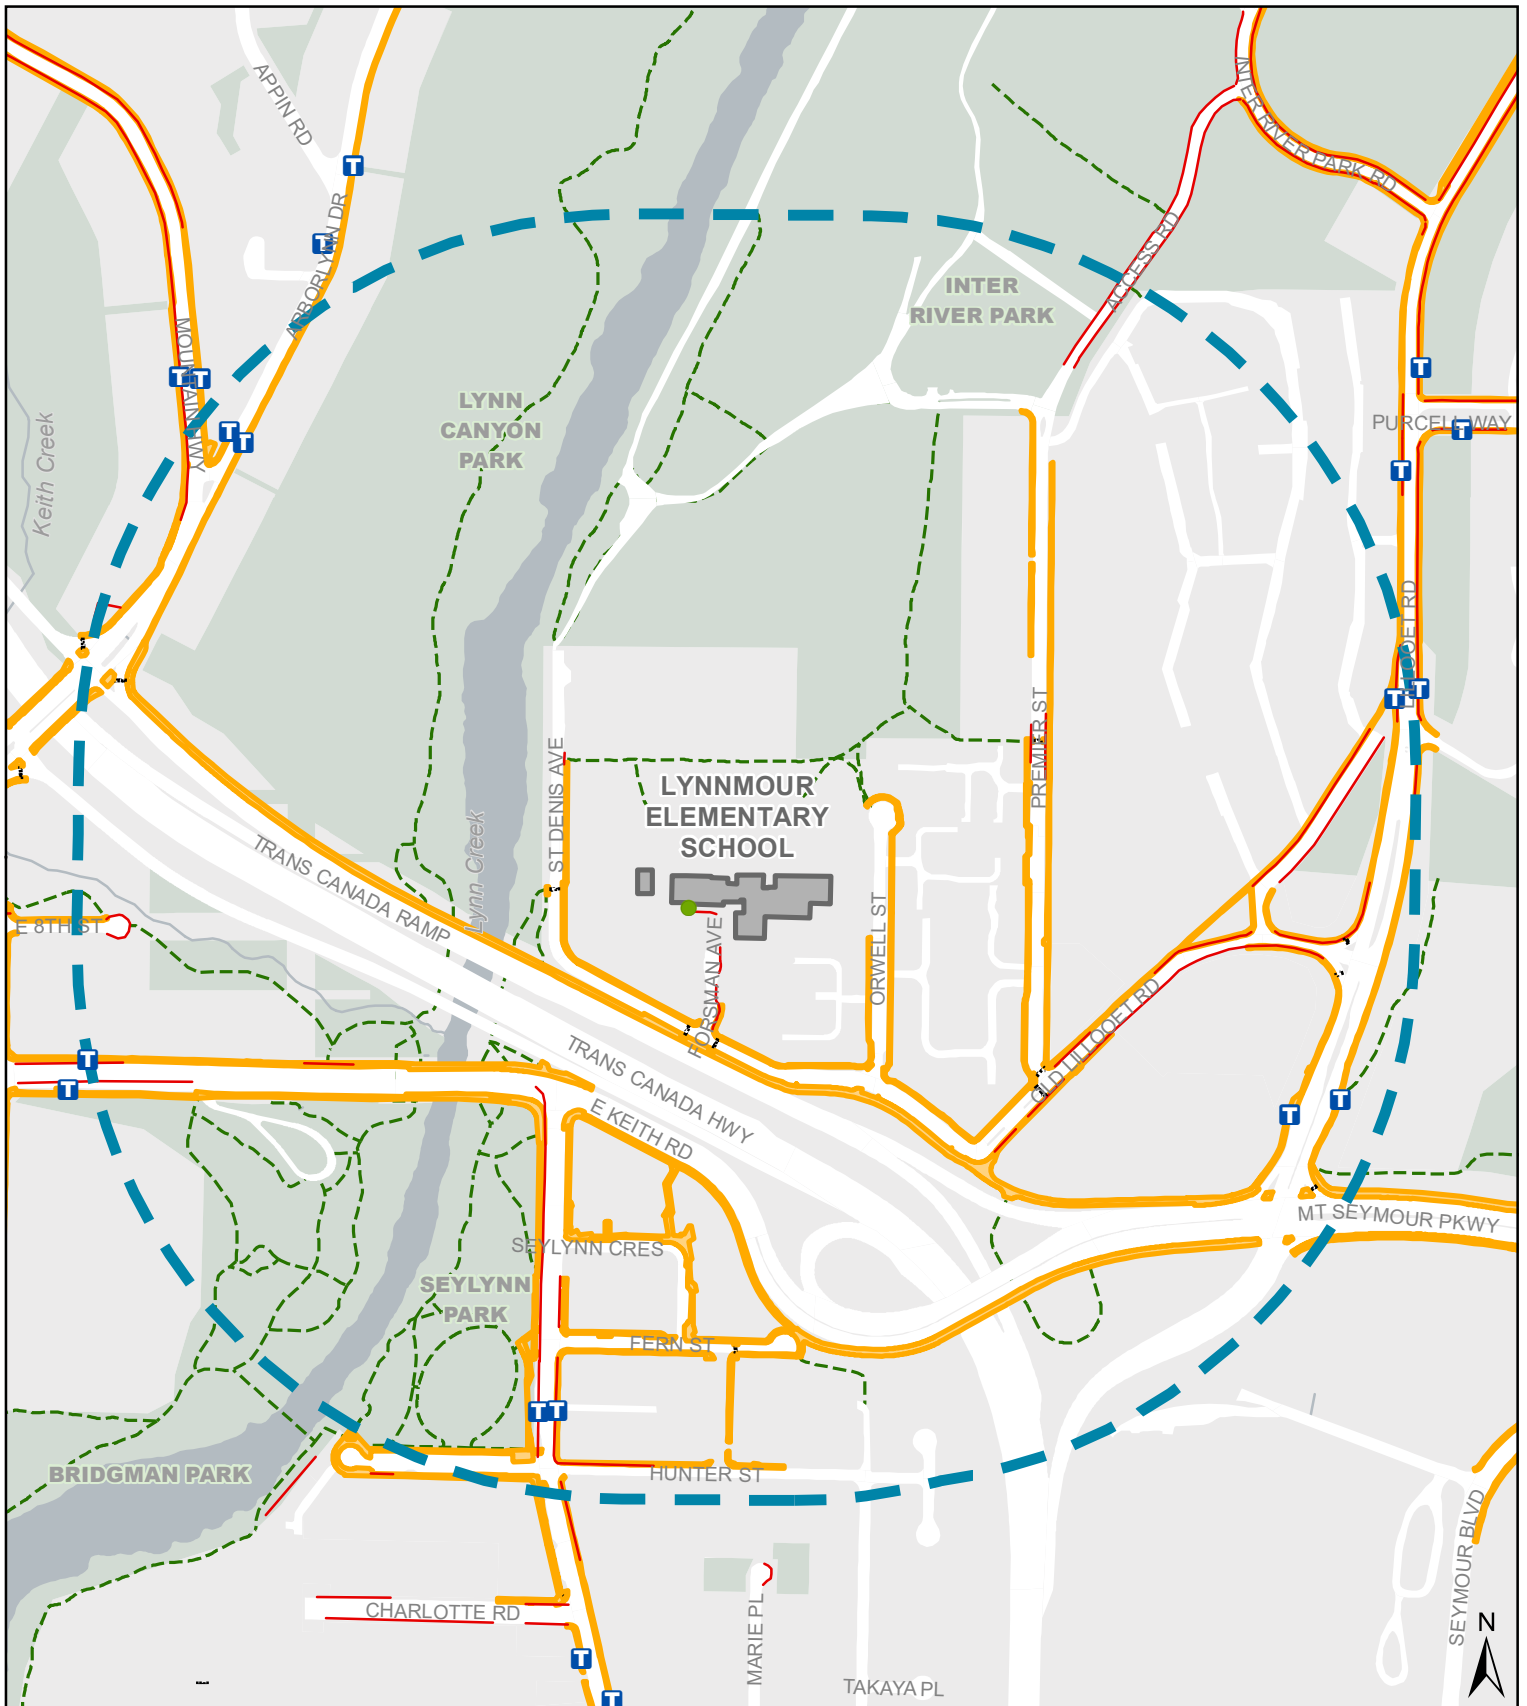 APPIN RD
INTER RIVER PARK RD
T
T
ARBORLYNN DR
ACCESS RD
INTER
RIVER PARK
MOUNTAIN HWY
T
T
T
PURCELL WAY
T
T
LYNN
CANYON
PARK
T
T
T
Keith Creek
LILLOOET RD
T
T
PREMIER ST
ST DENIS AVE
LYNNMOUR
ELEMENTARY
SCHOOL
Lynn Creek
TRANS CANADA RAMP
E 8TH ST
FORSMAN AVE
ORWELL ST
OLD LILLOOET RD
T
T
TRANS CANADA HWY
E KEITH RD
T
T
MT SEYMOUR PKWY
SEYLYNN CRES
SEYLYNN
PARK
FERN ST
T
T
BRIDGMAN PARK
HUNTER ST
SEYMOUR BLVD
CHARLOTTE RD
MARIE PL
N
T
TAKAYA PL
T